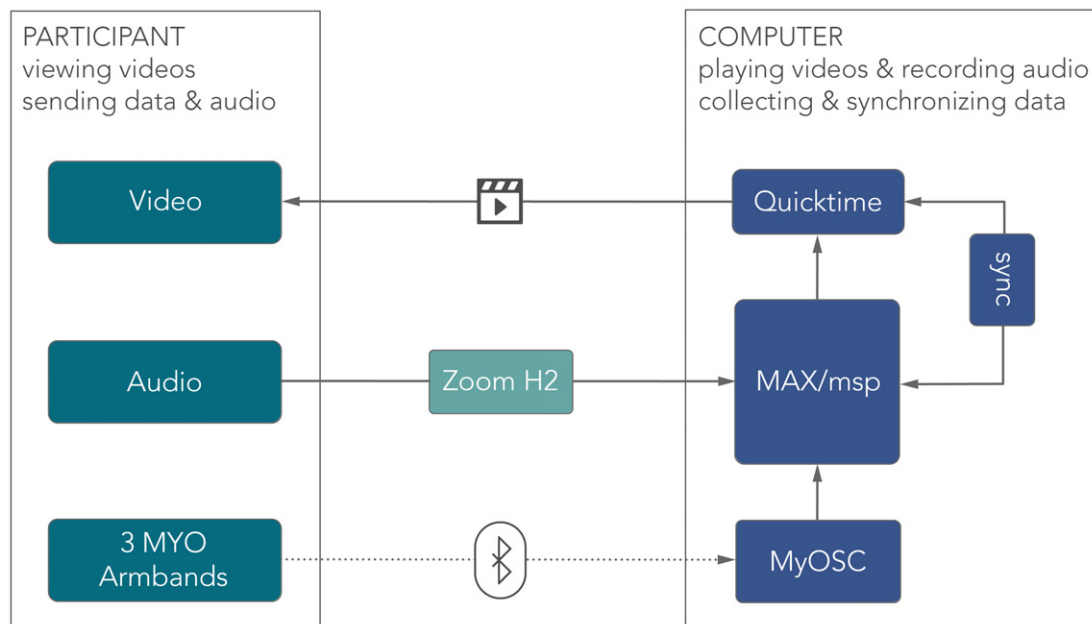 PARTICIPANT
viewing videos
sending data & audio
COMPUTER
playing videos & recording audio
collecting & synchronizing data
Video
Quicktime
sync
Audio
Zoom H2
MAX/msp
3 MYO
Armbands
MyOSC